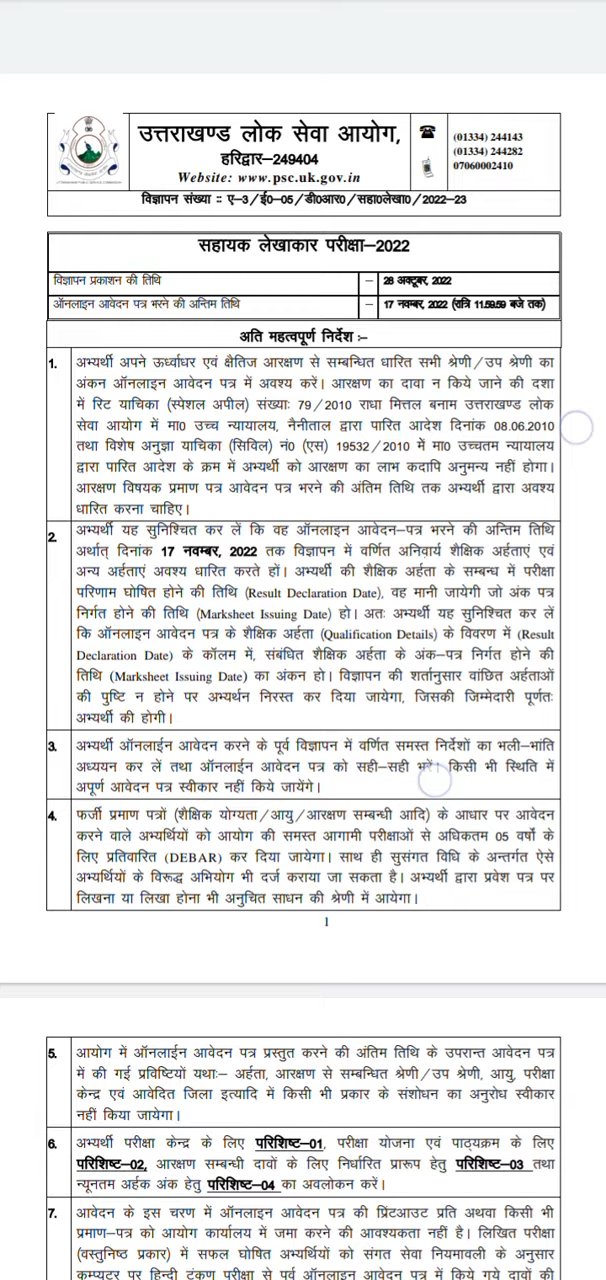 उत्तराखण्ड लोक सेवा आयोग,
हरिद्वार–249404
Website: www.psc.uk.gov.in
(01334) 244143
(01334) 244282
07060002410
विज्ञापन संख्या :: ए–3/ई0–05/डी0आर0/सहा0लेखा0/2022–23
सहायक लेखाकार परीक्षा–2022
विज्ञापन प्रकाशन की तिथि – 28 अक्टूबर, 2022
ऑनलाइन आवेदन पत्र भरने की अन्तिम तिथि – 17 नवम्बर, 2022 (रात्रि 11.59.59 बजे तक)
अति महत्वपूर्ण निर्देश :–
1. अभ्यर्थी अपने ऊर्ध्वाधर एवं क्षैतिज आरक्षण से सम्बन्धित धारित सभी श्रेणी/उप श्रेणी का
अंकन ऑनलाइन आवेदन पत्र में अवश्य करें। आरक्षण का दावा न किये जाने की दशा
में रिट याचिका (स्पेशल अपील) संख्याः 79/2010 राधा मित्तल बनाम उत्तराखण्ड लोक
सेवा आयोग में मा0 उच्च न्यायालय, नैनीताल द्वारा पारित आदेश दिनांक 08.06.2010
तथा विशेष अनुज्ञा याचिका (सिविल) नं0 (एस) 19532/2010 में मा0 उच्चतम न्यायालय
द्वारा पारित आदेश के क्रम में अभ्यर्थी को आरक्षण का लाभ कदापि अनुमन्य नहीं होगा।
आरक्षण विषयक प्रमाण पत्र आवेदन पत्र भरने की अंतिम तिथि तक अभ्यर्थी द्वारा अवश्य
धारित करना चाहिए।
2. अभ्यर्थी यह सुनिश्चित कर लें कि वह ऑनलाइन आवेदन–पत्र भरने की अन्तिम तिथि
अर्थात् दिनांक 17 नवम्बर, 2022 तक विज्ञापन में वर्णित अनिवार्य शैक्षिक अर्हताएं एवं
अन्य अर्हताएं अवश्य धारित करते हों। अभ्यर्थी की शैक्षिक अर्हता के सम्बन्ध में परीक्षा
परिणाम घोषित होने की तिथि (Result Declaration Date), वह मानी जायेगी जो अंक पत्र
निर्गत होने की तिथि (Marksheet Issuing Date) हो। अतः अभ्यर्थी यह सुनिश्चित कर लें
कि ऑनलाइन आवेदन पत्र के शैक्षिक अर्हता (Qualification Details) के विवरण में (Result
Declaration Date) के कॉलम में, संबंधित शैक्षिक अर्हता के अंक–पत्र निर्गत होने की
तिथि (Marksheet Issuing Date) का अंकन हो। विज्ञापन की शर्तानुसार वांछित अर्हताओं
की पुष्टि न होने पर अभ्यर्थन निरस्त कर दिया जायेगा, जिसकी जिम्मेदारी पूर्णतः
अभ्यर्थी की होगी।
3. अभ्यर्थी ऑनलाईन आवेदन करने के पूर्व विज्ञापन में वर्णित समस्त निर्देशों का भली–भांति
अध्ययन कर लें तथा ऑनलाईन आवेदन पत्र को सही–सही भरें। किसी भी स्थिति में
अपूर्ण आवेदन पत्र स्वीकार नहीं किये जायेंगे।
4. फर्जी प्रमाण पत्रों (शैक्षिक योग्यता/आयु/आरक्षण सम्बन्धी आदि) के आधार पर आवेदन
करने वाले अभ्यर्थियों को आयोग की समस्त आगामी परीक्षाओं से अधिकतम 05 वर्षो के
लिए प्रतिवारित (DEBAR) कर दिया जायेगा। साथ ही सुसंगत विधि के अन्तर्गत ऐसे
अभ्यर्थियों के विरूद्ध अभियोग भी दर्ज कराया जा सकता है। अभ्यर्थी द्वारा प्रवेश पत्र पर
लिखना या लिखा होना भी अनुचित साधन की श्रेणी में आयेगा।
1
5. आयोग में ऑनलाईन आवेदन पत्र प्रस्तुत करने की अंतिम तिथि के उपरान्त आवेदन पत्र
में की गई प्रविष्टियों यथाः– अर्हता, आरक्षण से सम्बन्धित श्रेणी/उप श्रेणी, आयु, परीक्षा
केन्द्र एवं आवेदित जिला इत्यादि में किसी भी प्रकार के संशोधन का अनुरोध स्वीकार
नहीं किया जायेगा।
6. अभ्यर्थी परीक्षा केन्द्र के लिए परिशिष्ट–01, परीक्षा योजना एवं पाठ्यक्रम के लिए
परिशिष्ट–02, आरक्षण सम्बन्धी दावों के लिए निर्धारित प्रारूप हेतु परिशिष्ट–03 तथा
न्यूनतम अर्हक अंक हेतु परिशिष्ट–04 का अवलोकन करें।
7. आवेदन के इस चरण में ऑनलाइन आवेदन पत्र की प्रिंटआउट प्रति अथवा किसी भी
प्रमाण–पत्र को आयोग कार्यालय में जमा करने की आवश्यकता नहीं है। लिखित परीक्षा
(वस्तुनिष्ठ प्रकार) में सफल घोषित अभ्यर्थियों को संगत सेवा नियमावली के अनुसार
कम्प्यूटर पर हिन्दी टंकण परीक्षा से पूर्व ऑनलाइन आवेदन पत्र में किये गये दावों की